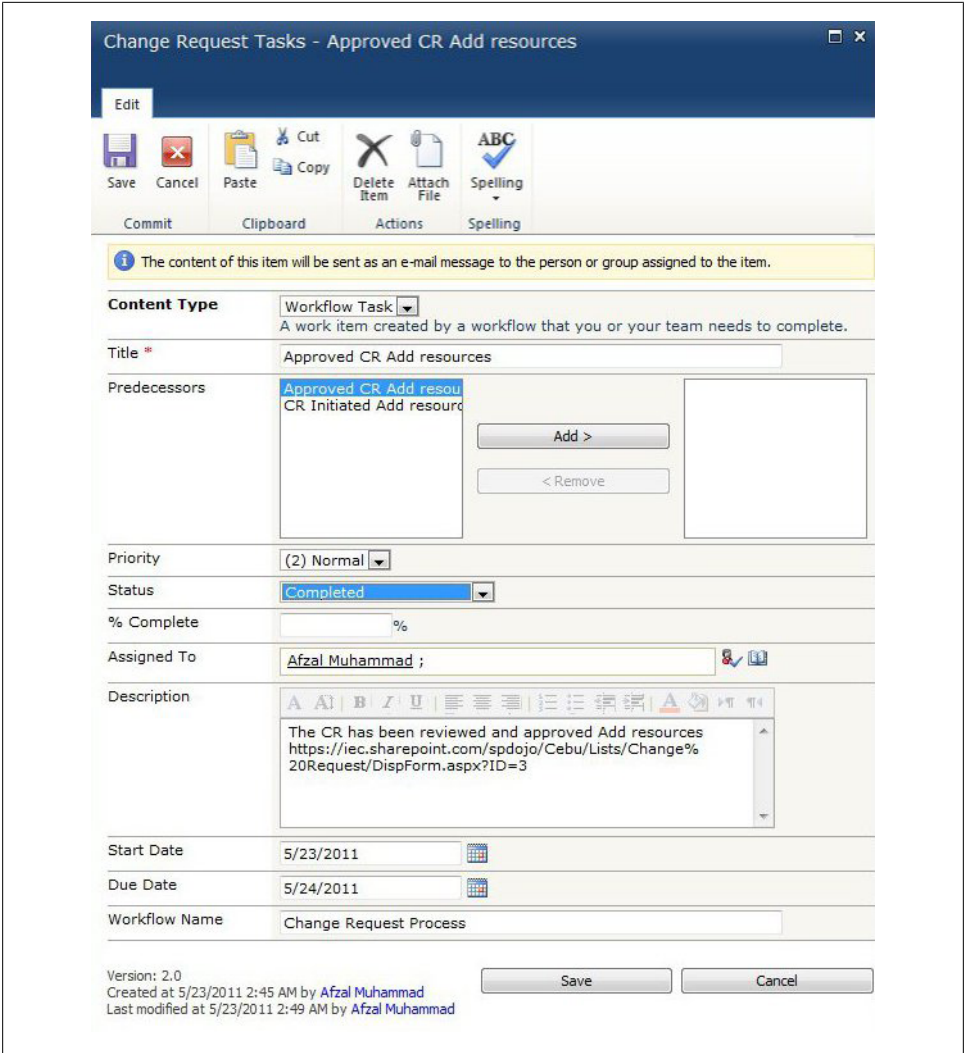 Change Request Tasks - Approved CR Add resources
Edit
Save
Cancel
Paste
Cut
Copy
Delete Item
Attach File
ABC
Spelling
Commit
Clipboard
Actions
Spelling
The content of this item will be sent as an e-mail message to the person or group assigned to the item.
Content Type
Workflow Task
A work item created by a workflow that you or your team needs to complete.
Title *
Approved CR Add resources
Predecessors
Approved CR Add resou
CR Initiated Add resourc
Add >
< Remove
Priority
(2) Normal
Status
Completed
% Complete
%
Assigned To
Afzal Muhammad ;
Description
A A B I U A
The CR has been reviewed and approved Add resources
https://iec.sharepoint.com/spdojo/Cebu/Lists/Change%
20Request/DispForm.aspx?ID=3
Start Date
5/23/2011
Due Date
5/24/2011
Workflow Name
Change Request Process
Version: 2.0
Created at 5/23/2011 2:45 AM by Afzal Muhammad
Last modified at 5/23/2011 2:49 AM by Afzal Muhammad
Save
Cancel